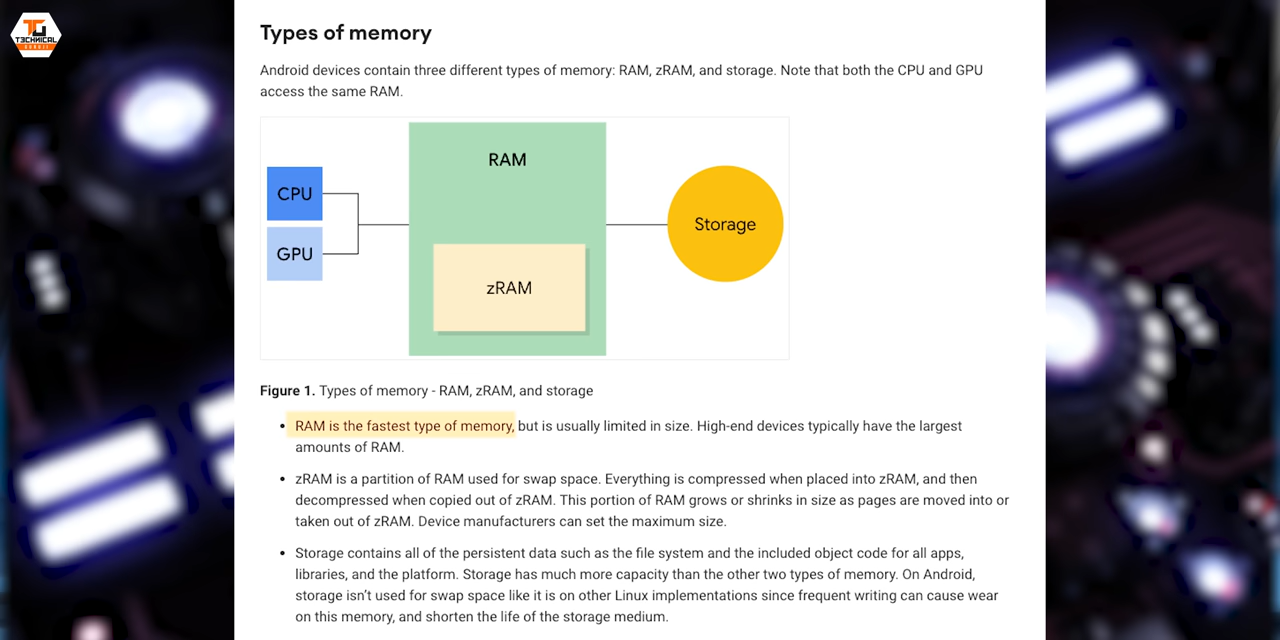 T3CHNICAL
GURUJI
Types of memory
Android devices contain three different types of memory: RAM, zRAM, and storage. Note that both the CPU and GPU
access the same RAM.
RAM
CPU
GPU
zRAM
Storage
Figure 1. Types of memory - RAM, zRAM, and storage
• RAM is the fastest type of memory, but is usually limited in size. High-end devices typically have the largest
amounts of RAM.
• zRAM is a partition of RAM used for swap space. Everything is compressed when placed into zRAM, and then
decompressed when copied out of zRAM. This portion of RAM grows or shrinks in size as pages are moved into or
taken out of zRAM. Device manufacturers can set the maximum size.
• Storage contains all of the persistent data such as the file system and the included object code for all apps,
libraries, and the platform. Storage has much more capacity than the other two types of memory. On Android,
storage isn’t used for swap space like it is on other Linux implementations since frequent writing can cause wear
on this memory, and shorten the life of the storage medium.